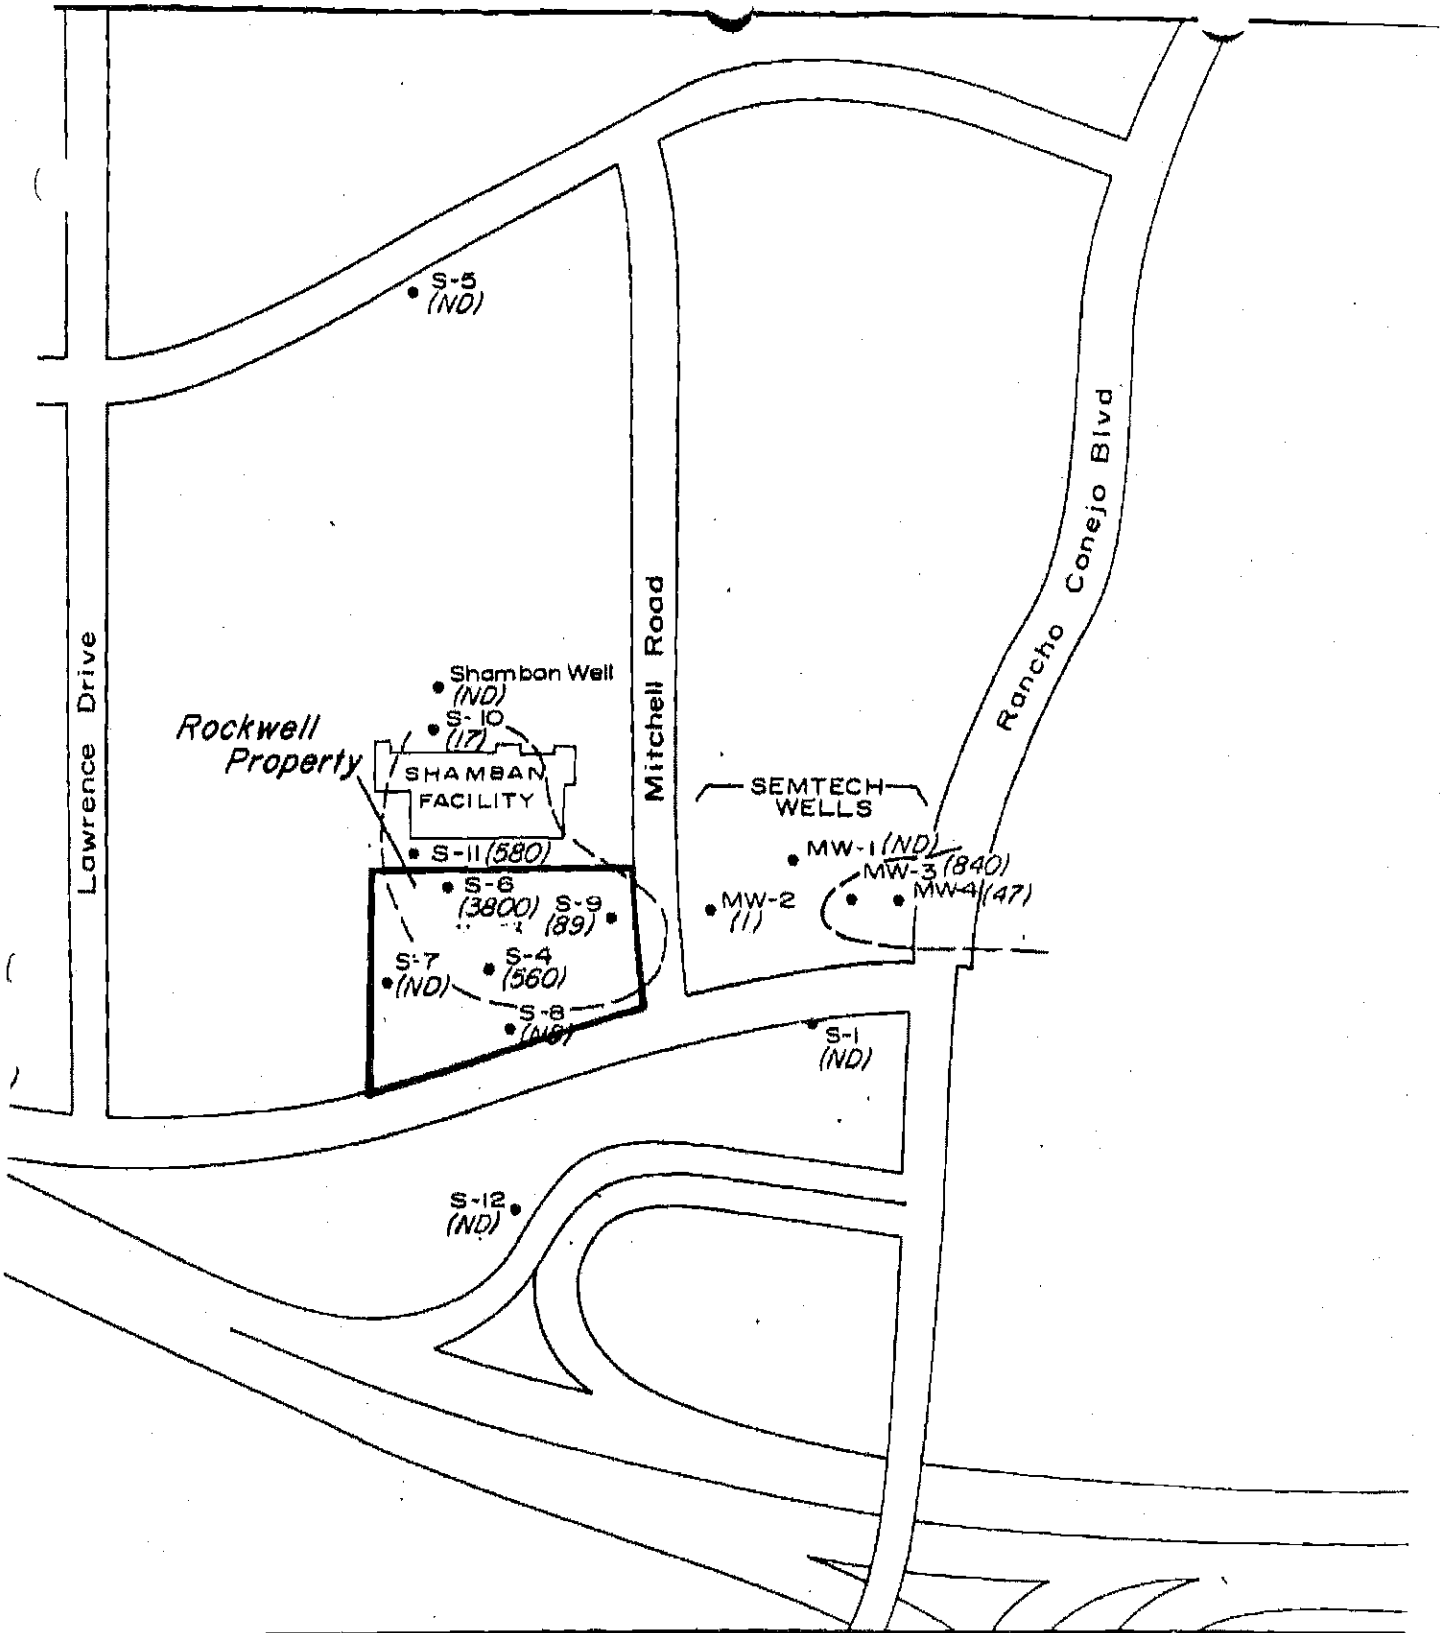 S-5
(ND)
Rancho Conejo Blvd
Mitchell Road
Lawrence Drive
Shamban Well
(ND)
S-10
(17)
Rockwell
Property
SHAMBAN
FACILITY
SEMTECH
WELLS
S-11 (580)
MW-1 (ND)
MW-3 (840)
MW-4 (47)
MW-2
(1)
S-6
(3800)
S-9
(89)
S-7
(ND)
S-4
(560)
S-8
(ND)
S-1
(ND)
S-12
(ND)